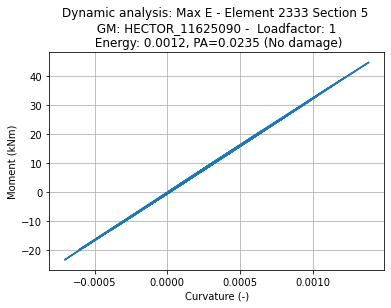 Dynamic analysis: Max E - Element 2333 Section 5
GM: HECTOR_11625090 - Loadfactor: 1
Energy: 0.0012, PA=0.0235 (No damage)
Moment (kNm)
40
30
20
10
0
−10
−20
−0.0005 0.0000 0.0005 0.0010
Curvature (-)